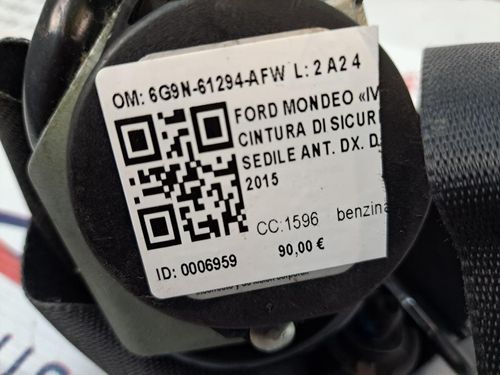 OM: 6G9N-61294-AFW L: 2 A2 4
FORD MONDEO «IV
CINTURA DI SICUR
SEDILE ANT. DX. D
2015
CC:1596 benzina
90,00 €
ID: 0006959